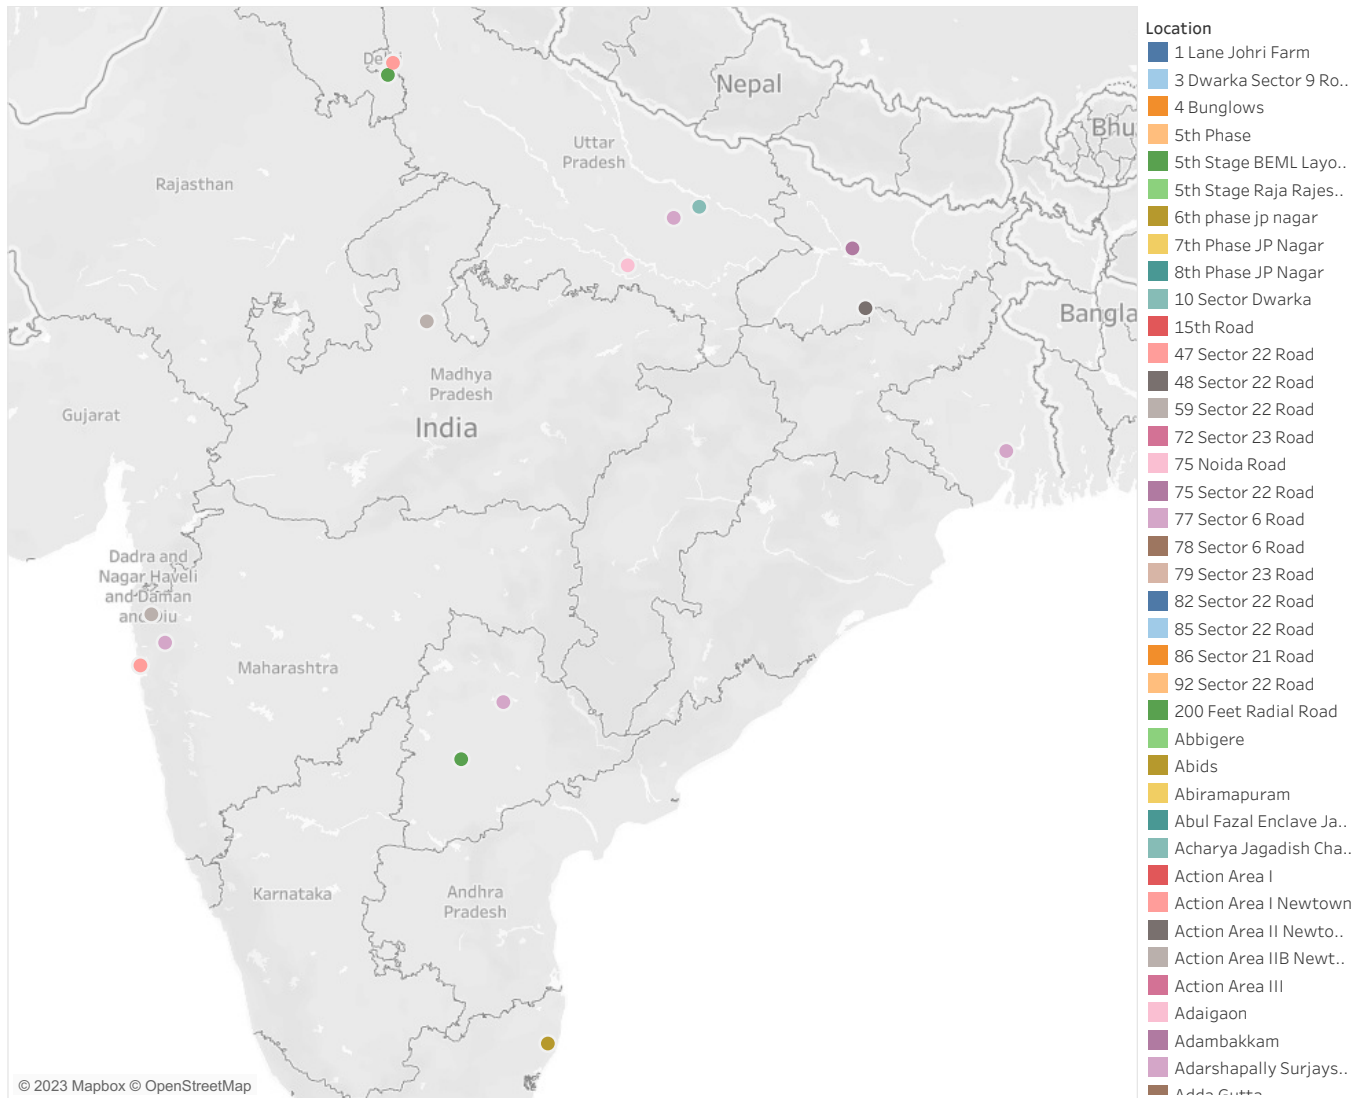 Delhi
Nepal
Bhu
Uttar
Pradesh
Rajasthan
Bangla
Madhya
Pradesh
Gujarat
India
Dadra and
Nagar Haveli
and Daman
and Diu
Maharashtra
Karnataka
Andhra
Pradesh
© 2023 Mapbox © OpenStreetMap
Location
1 Lane Johri Farm
3 Dwarka Sector 9 Ro..
4 Bunglows
5th Phase
5th Stage BEML Layo..
5th Stage Raja Rajes..
6th phase jp nagar
7th Phase JP Nagar
8th Phase JP Nagar
10 Sector Dwarka
15th Road
47 Sector 22 Road
48 Sector 22 Road
59 Sector 22 Road
72 Sector 23 Road
75 Noida Road
75 Sector 22 Road
77 Sector 6 Road
78 Sector 6 Road
79 Sector 23 Road
82 Sector 22 Road
85 Sector 22 Road
86 Sector 21 Road
92 Sector 22 Road
200 Feet Radial Road
Abbigere
Abids
Abiramapuram
Abul Fazal Enclave Ja..
Acharya Jagadish Cha..
Action Area I
Action Area I Newtown
Action Area II Newto..
Action Area IIB Newt..
Action Area III
Adaigaon
Adambakkam
Adarshapally Surjays..
Adda Gutta